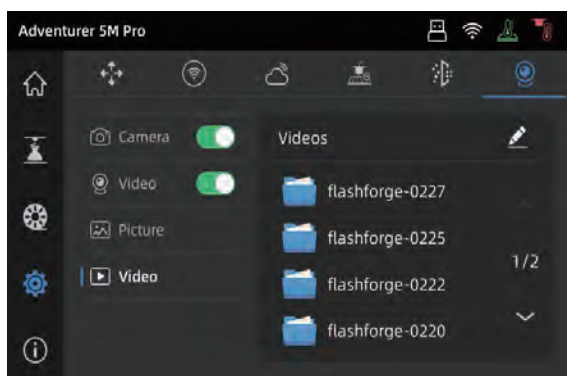 Adventurer 5M Pro
Camera
Video
Picture
Video
Videos
flashforge-0227
flashforge-0225
flashforge-0222
flashforge-0220
1/2